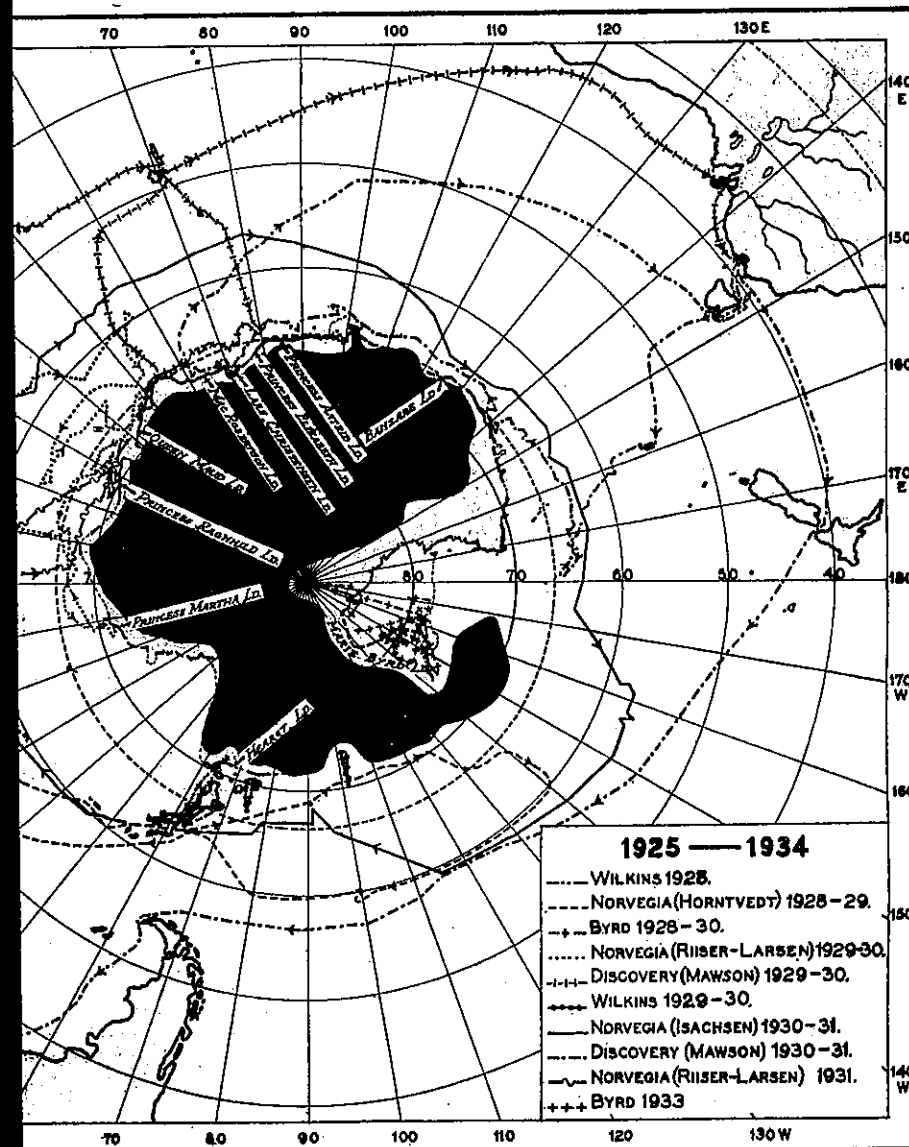 70 80 90 100 110 120 130 E
140 E
150
160
170 E
180
170 W
160
150
140 W
70 80 90 100 110 120 130 W
80 70 60 50 40
7
QUEEN MAUD LD.
PRINCESS RAGNHILD LD.
PRINCESS MARTHA LD.
MAC ROBERTSON LD.
LARS CHRISTENSEN LD.
PRINCESS ELIZABETH LD.
PRINCESS ASTRID LD.
BANZARE LD
MARIE BYRD LD
HEARST LD.
1925 — 1934
WILKINS 1928.
NORVEGIA (HORNTVEDT) 1928-29.
BYRD 1928-30.
NORVEGIA (RIISER-LARSEN) 1929-30.
DISCOVERY (MAWSON) 1929-30.
WILKINS 1929-30.
NORVEGIA (ISACHSEN) 1930-31.
DISCOVERY (MAWSON) 1930-31.
NORVEGIA (RIISER-LARSEN) 1931.
BYRD 1933